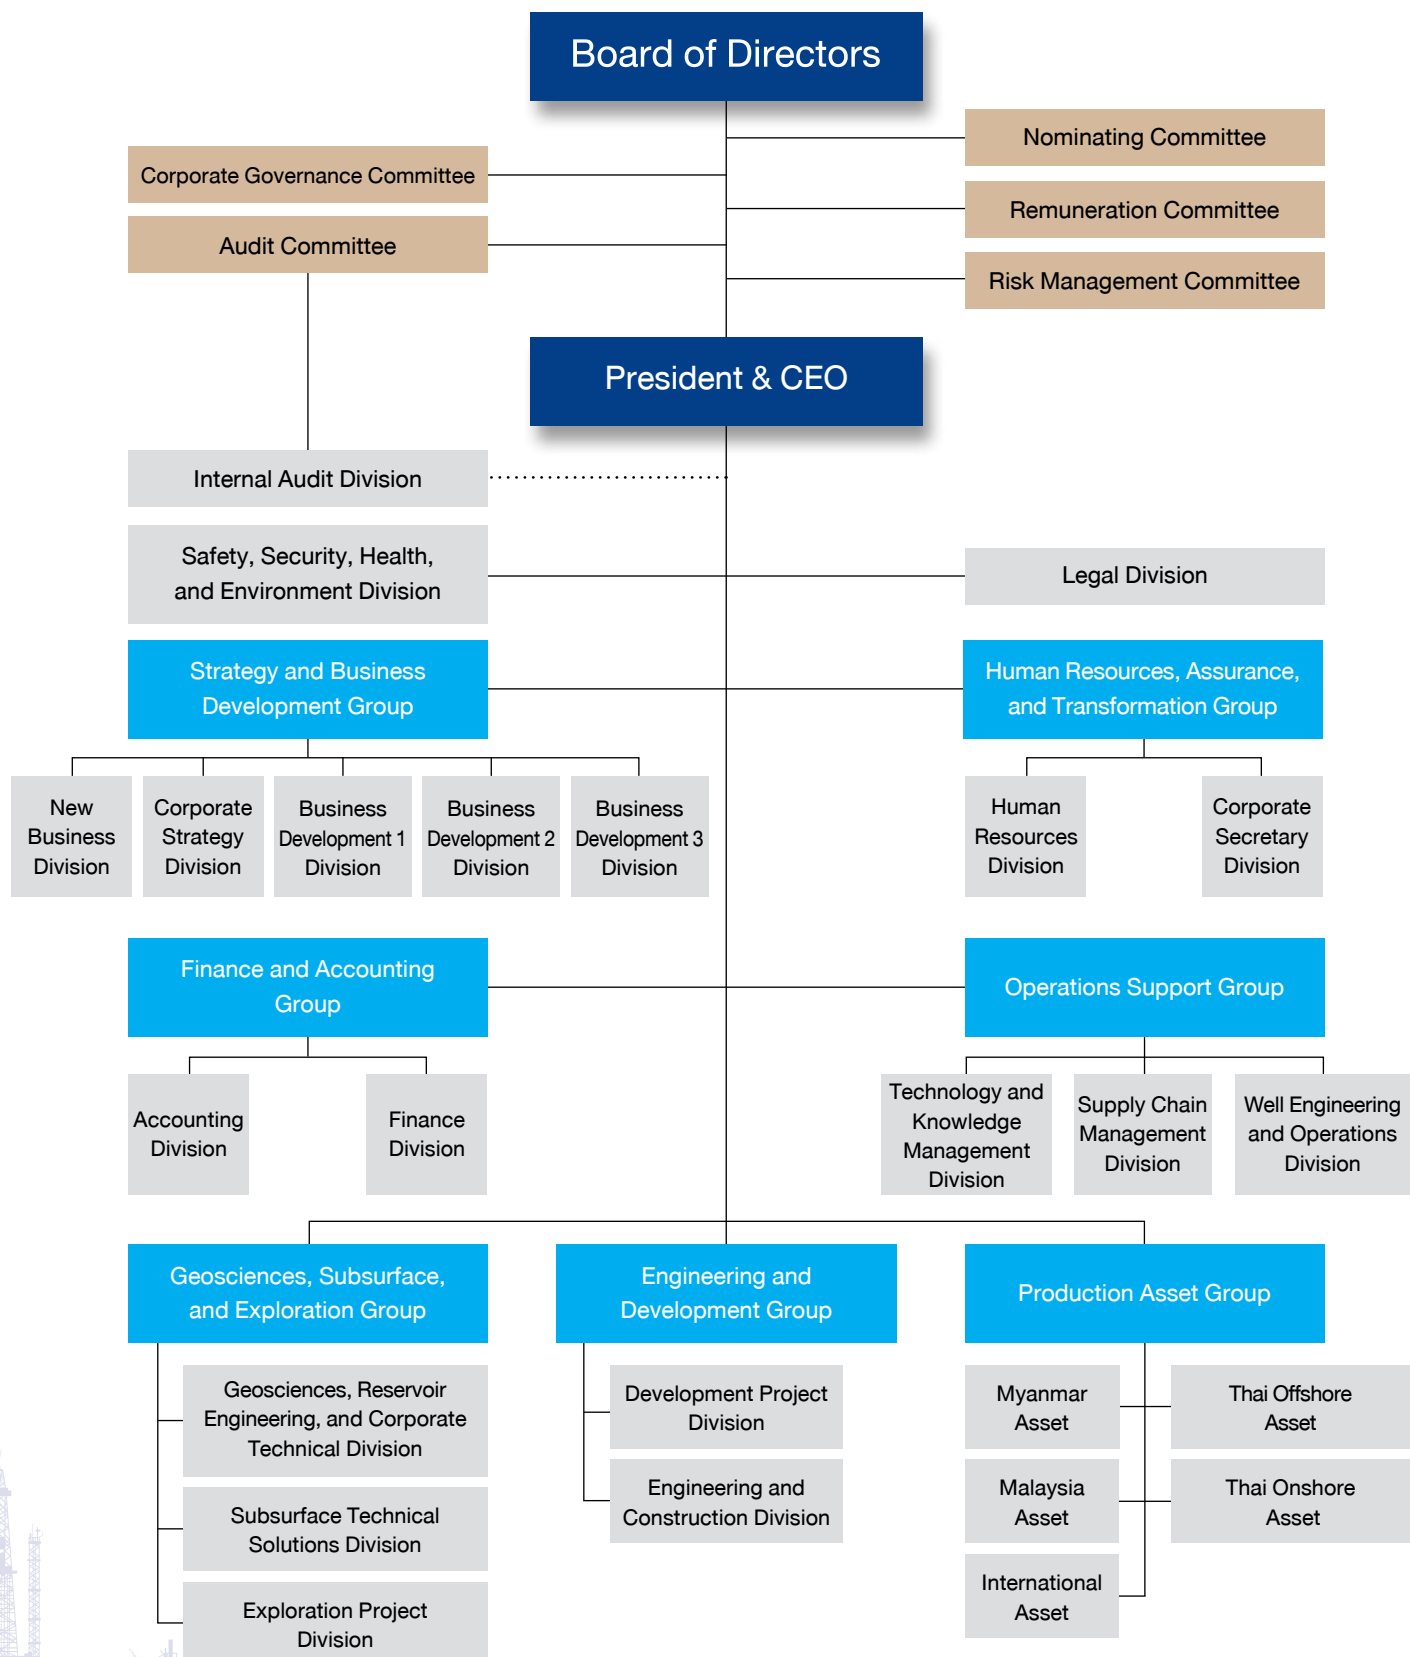 Board of Directors
Nominating Committee
Corporate Governance Committee
Remuneration Committee
Audit Committee
Risk Management Committee
President & CEO
Internal Audit Division
Safety, Security, Health,
and Environment Division
Legal Division
Strategy and Business
Development Group
Human Resources, Assurance,
and Transformation Group
New
Business
Division
Corporate
Strategy
Division
Business
Development 1
Division
Business
Development 2
Division
Business
Development 3
Division
Human
Resources
Division
Corporate
Secretary
Division
Finance and Accounting
Group
Operations Support Group
Accounting
Division
Finance
Division
Technology and
Knowledge
Management
Division
Supply Chain
Management
Division
Well Engineering
and Operations
Division
Geosciences, Subsurface,
and Exploration Group
Engineering and
Development Group
Production Asset Group
Geosciences, Reservoir
Engineering, and Corporate
Technical Division
Subsurface Technical
Solutions Division
Exploration Project
Division
Development Project
Division
Engineering and
Construction Division
Myanmar
Asset
Thai Offshore
Asset
Malaysia
Asset
Thai Onshore
Asset
International
Asset